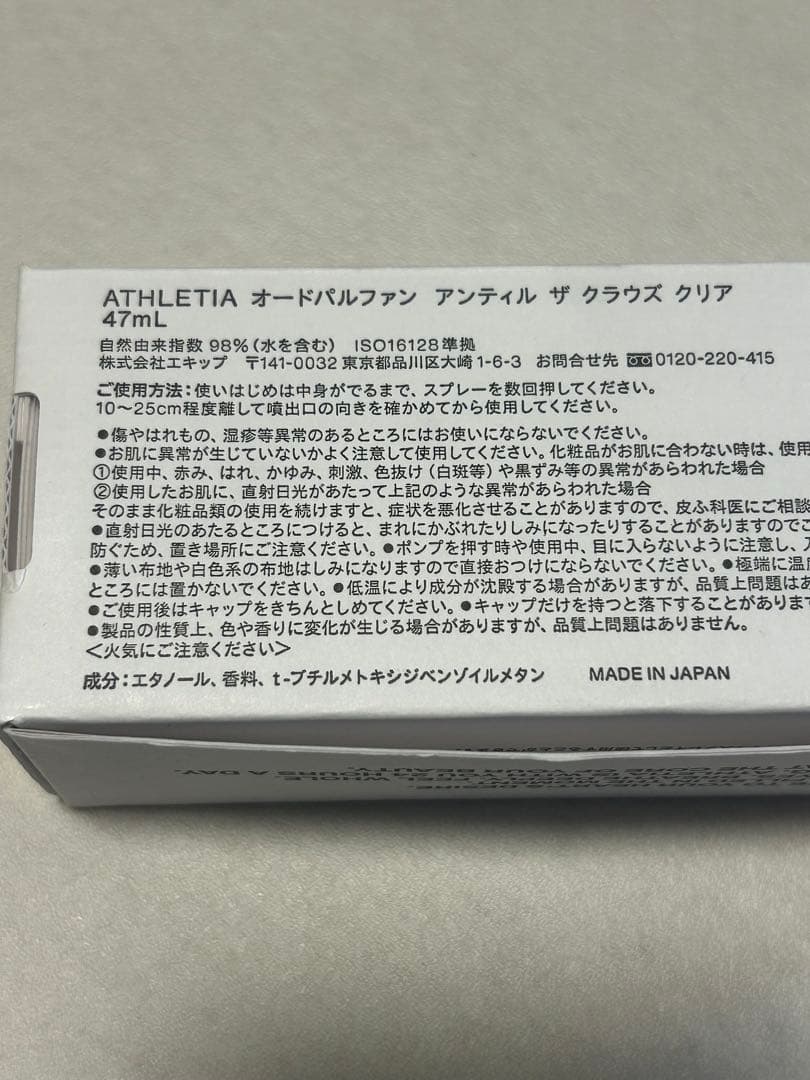 ATHLETIA オードパルファン アンティル ザ クラウズ クリア
47mL
自然由来指数 98%(水を含む) ISO16128準拠
株式会社エキップ 〒141-0032 東京都品川区大崎1-6-3 お問合せ先 0120-220-415
ご使用方法：使いはじめは中身がでるまで、スプレーを数回押してください。
10～25cm程度離して噴出口の向きを確かめてから使用してください。
●傷やはれもの、湿疹等異常のあるところにはお使いにならないでください。
●お肌に異常が生じていないかよく注意して使用してください。化粧品がお肌に合わない時は、使用
①使用中、赤み、はれ、かゆみ、刺激、色抜け(白斑等)や黒ずみ等の異常があらわれた場合
②使用したお肌に、直射日光があたって上記のような異常があらわれた場合
そのまま化粧品類の使用を続けますと、症状を悪化させることがありますので、皮ふ科医にご相談
●直射日光のあたるところにつけると、まれにかぶれたりしみになったりすることがありますのでご
防ぐため、置き場所にご注意ください。●ポンプを押す時や使用中、目に入らないように注意し、入
●薄い布地や白色系の布地はしみになりますので直接おつけにならないでください。●極端に温度
ところには置かないでください。●低温により成分が沈殿する場合がありますが、品質上問題はあ
●ご使用後はキャップをきちんとしめてください。●キャップだけを持つと落下することがあります
●製品の性質上、色や香りに変化が生じる場合がありますが、品質上問題はありません。
＜火気にご注意ください＞
成分：エタノール、香料、t-ブチルメトキシジベンゾイルメタン MADE IN JAPAN
WHOLE 24 HOURS A DAY.